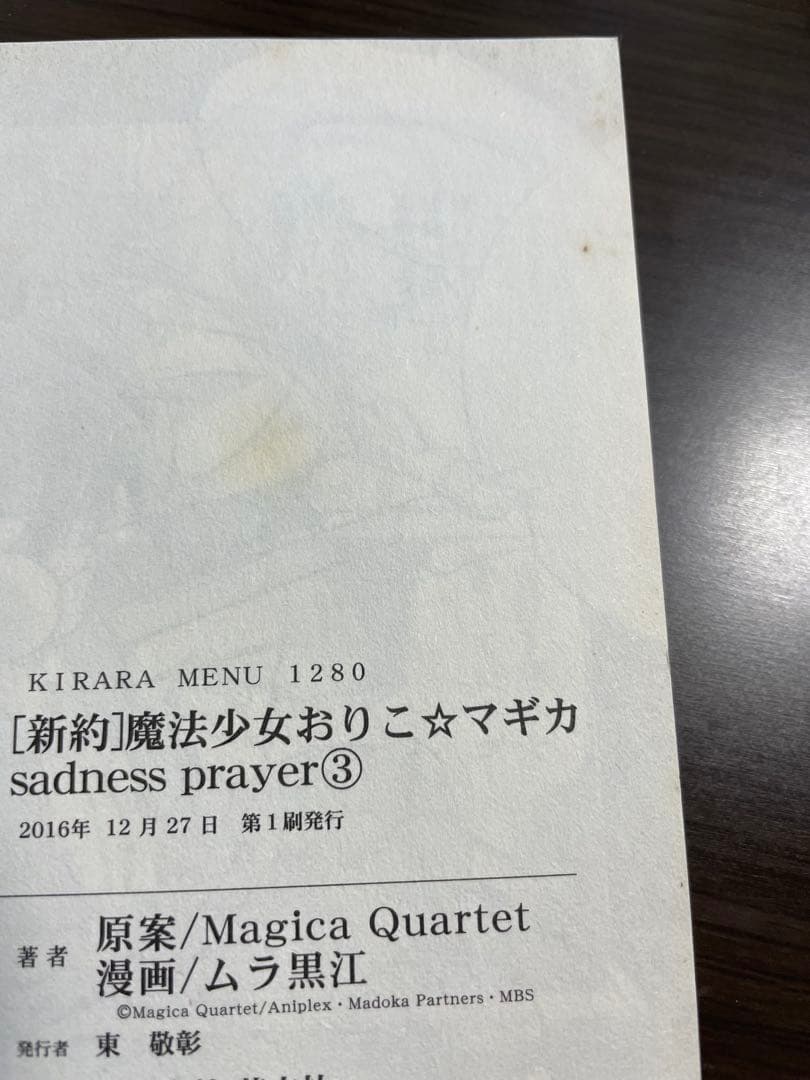 KIRARA MENU 1280
[新約]魔法少女おりこ☆マギカ
sadness prayer③
2016年 12月27日 第1刷発行
著者 原案/Magica Quartet
漫画/ムラ黒江
©Magica Quartet/Aniplex・Madoka Partners・MBS
発行者 東 敬彰